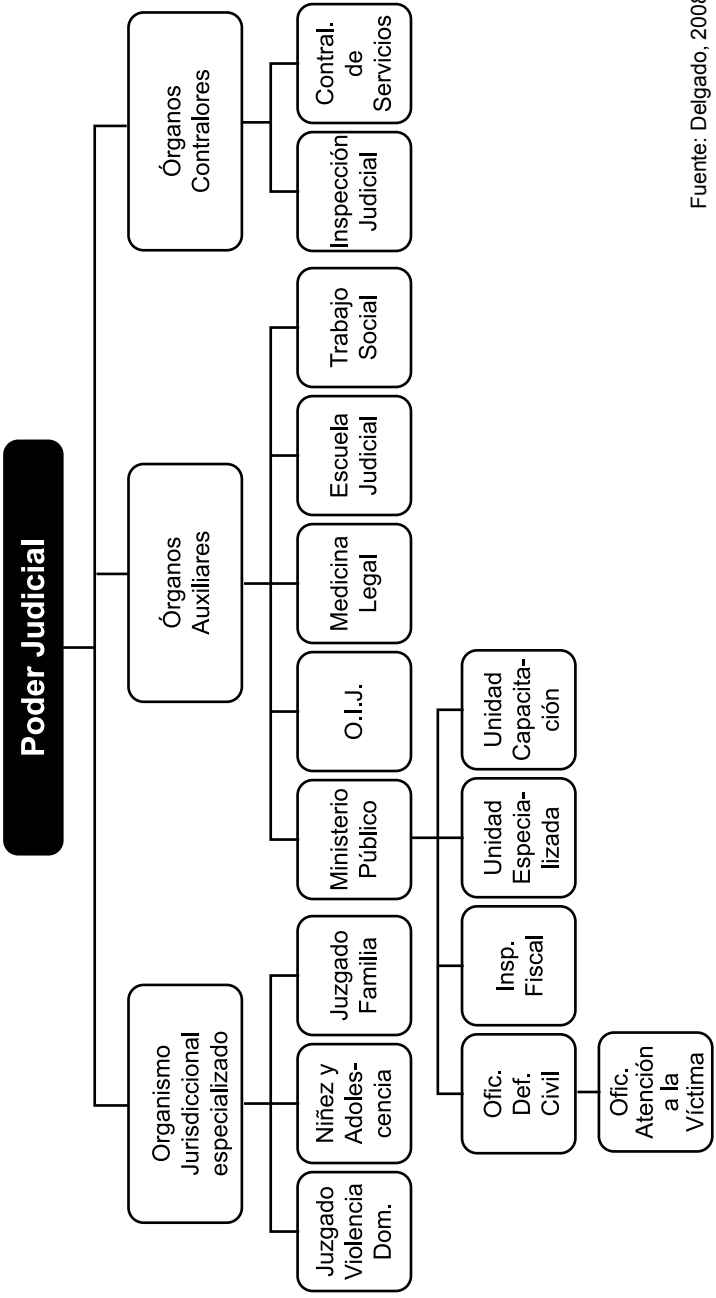 Poder Judicial
Organismo
Jurisdiccional
especializado
Órganos
Auxiliares
Órganos
Contralores
Juzgado
Violencia
Dom.
Niñez y
Adoles-
cencia
Juzgado
Familia
Ministerio
Público
O.I.J.
Medicina
Legal
Escuela
Judicial
Trabajo
Social
Inspección
Judicial
Contral.
de
Servicios
Ofic.
Def.
Civil
Insp.
Fiscal
Unidad
Especia-
lizada
Unidad
Capacita-
ción
Ofic.
Atención
a la
Víctima
Fuente: Delgado, 2008